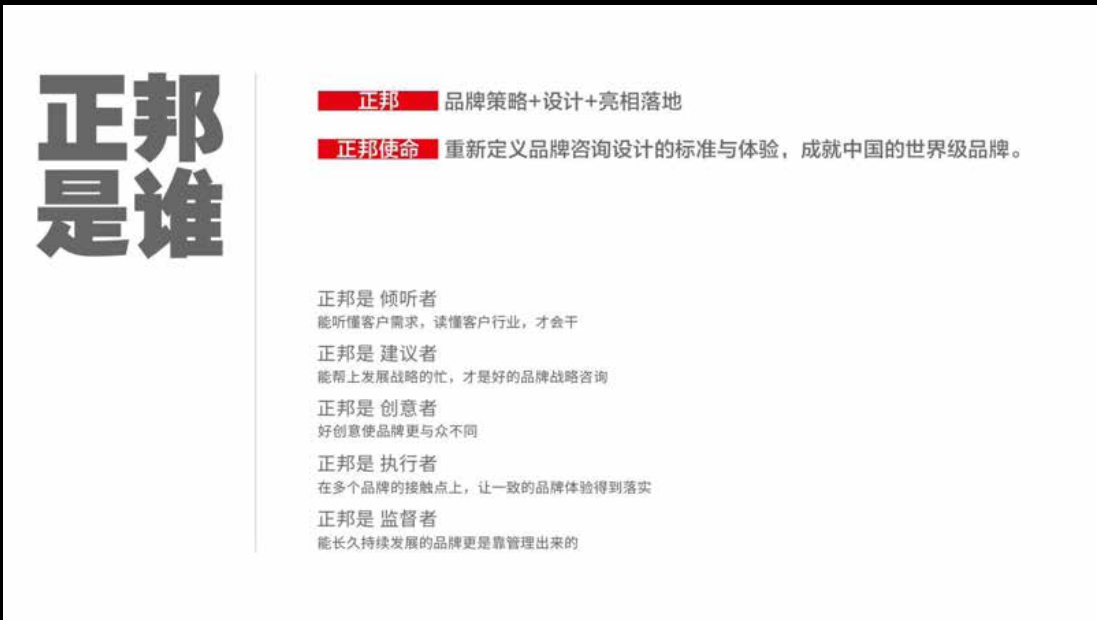 正邦
是谁
正邦 品牌策略+设计+亮相落地
正邦使命 重新定义品牌咨询设计的标准与体验，成就中国的世界级品牌。
正邦是 倾听者
能听懂客户需求，读懂客户行业，才会干
正邦是 建议者
能帮上发展战略的忙，才是好的品牌战略咨询
正邦是 创意者
好创意使品牌更与众不同
正邦是 执行者
在多个品牌的接触点上，让一致的品牌体验得到落实
正邦是 监督者
能长久持续发展的品牌更是靠管理出来的